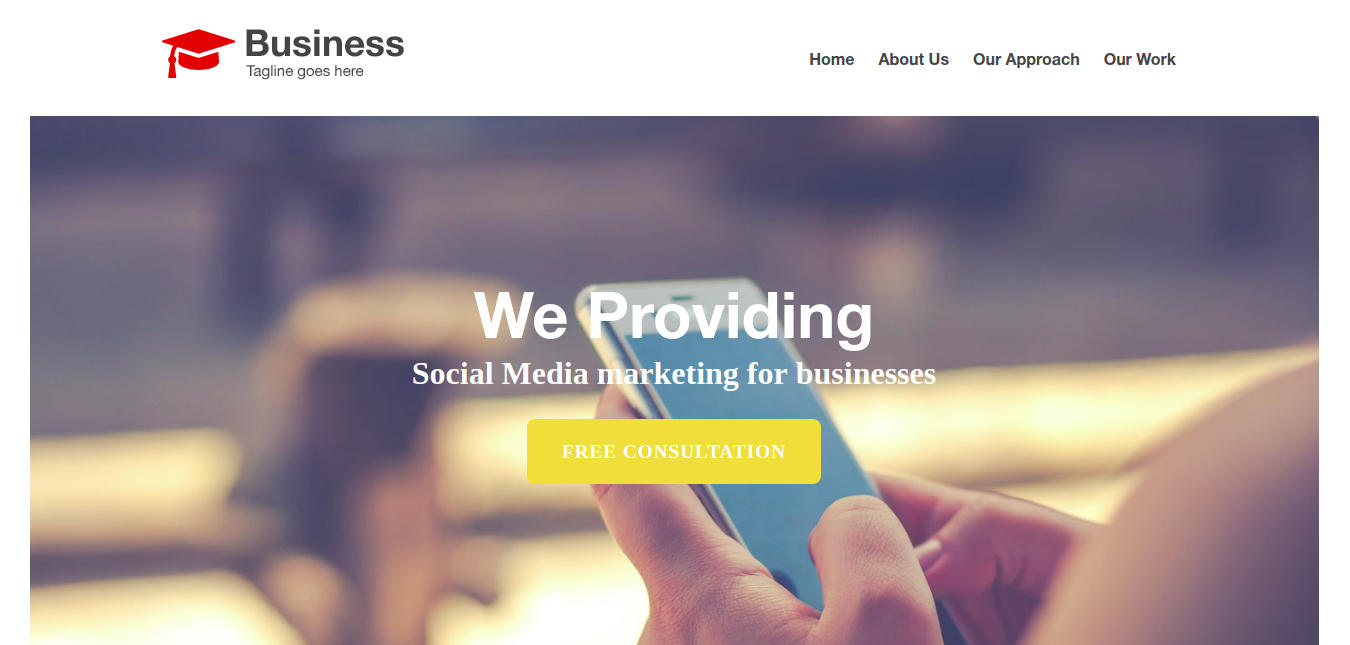 Business
Tagline goes here
Home About Us Our Approach Our Work
We Providing
Social Media marketing for businesses
FREE CONSULTATION